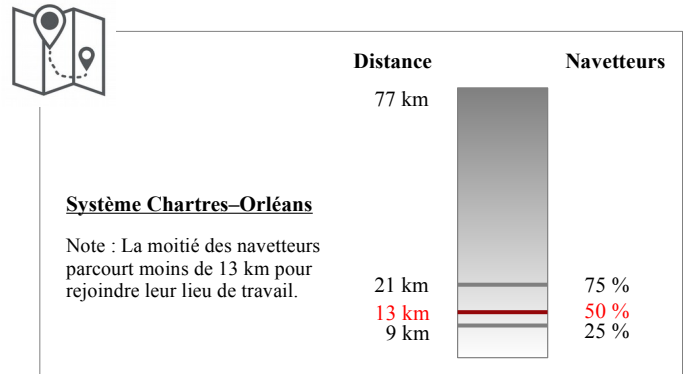 Distance Navetteurs
77 km
Système Chartres–Orléans
Note : La moitié des navetteurs
parcourt moins de 13 km pour
rejoindre leur lieu de travail.
21 km 75 %
13 km 50 %
9 km 25 %